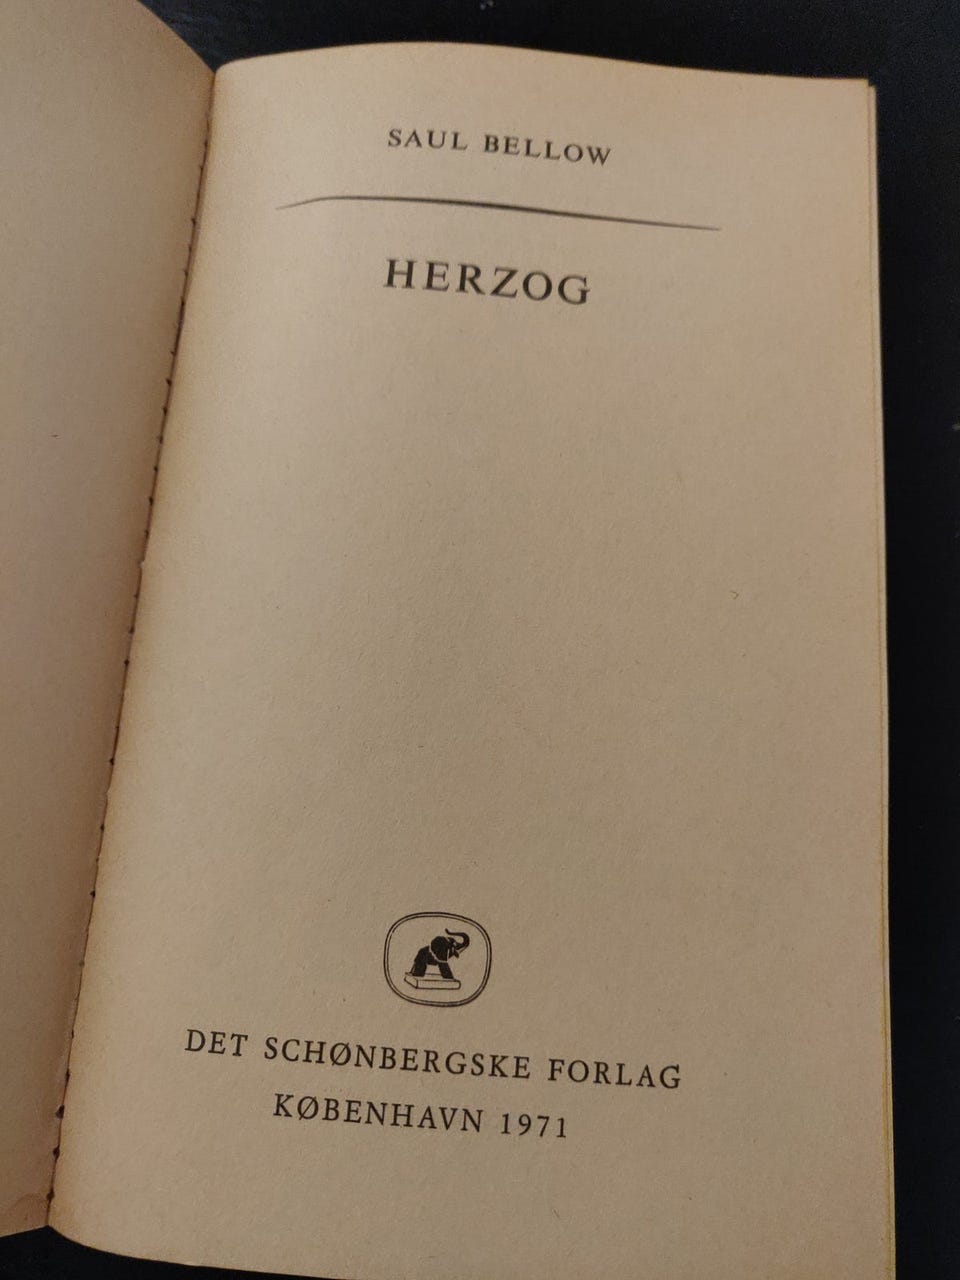 SAUL BELLOW
HERZOG
DET SCHØNBERGSKE FORLAG
KØBENHAVN 1971